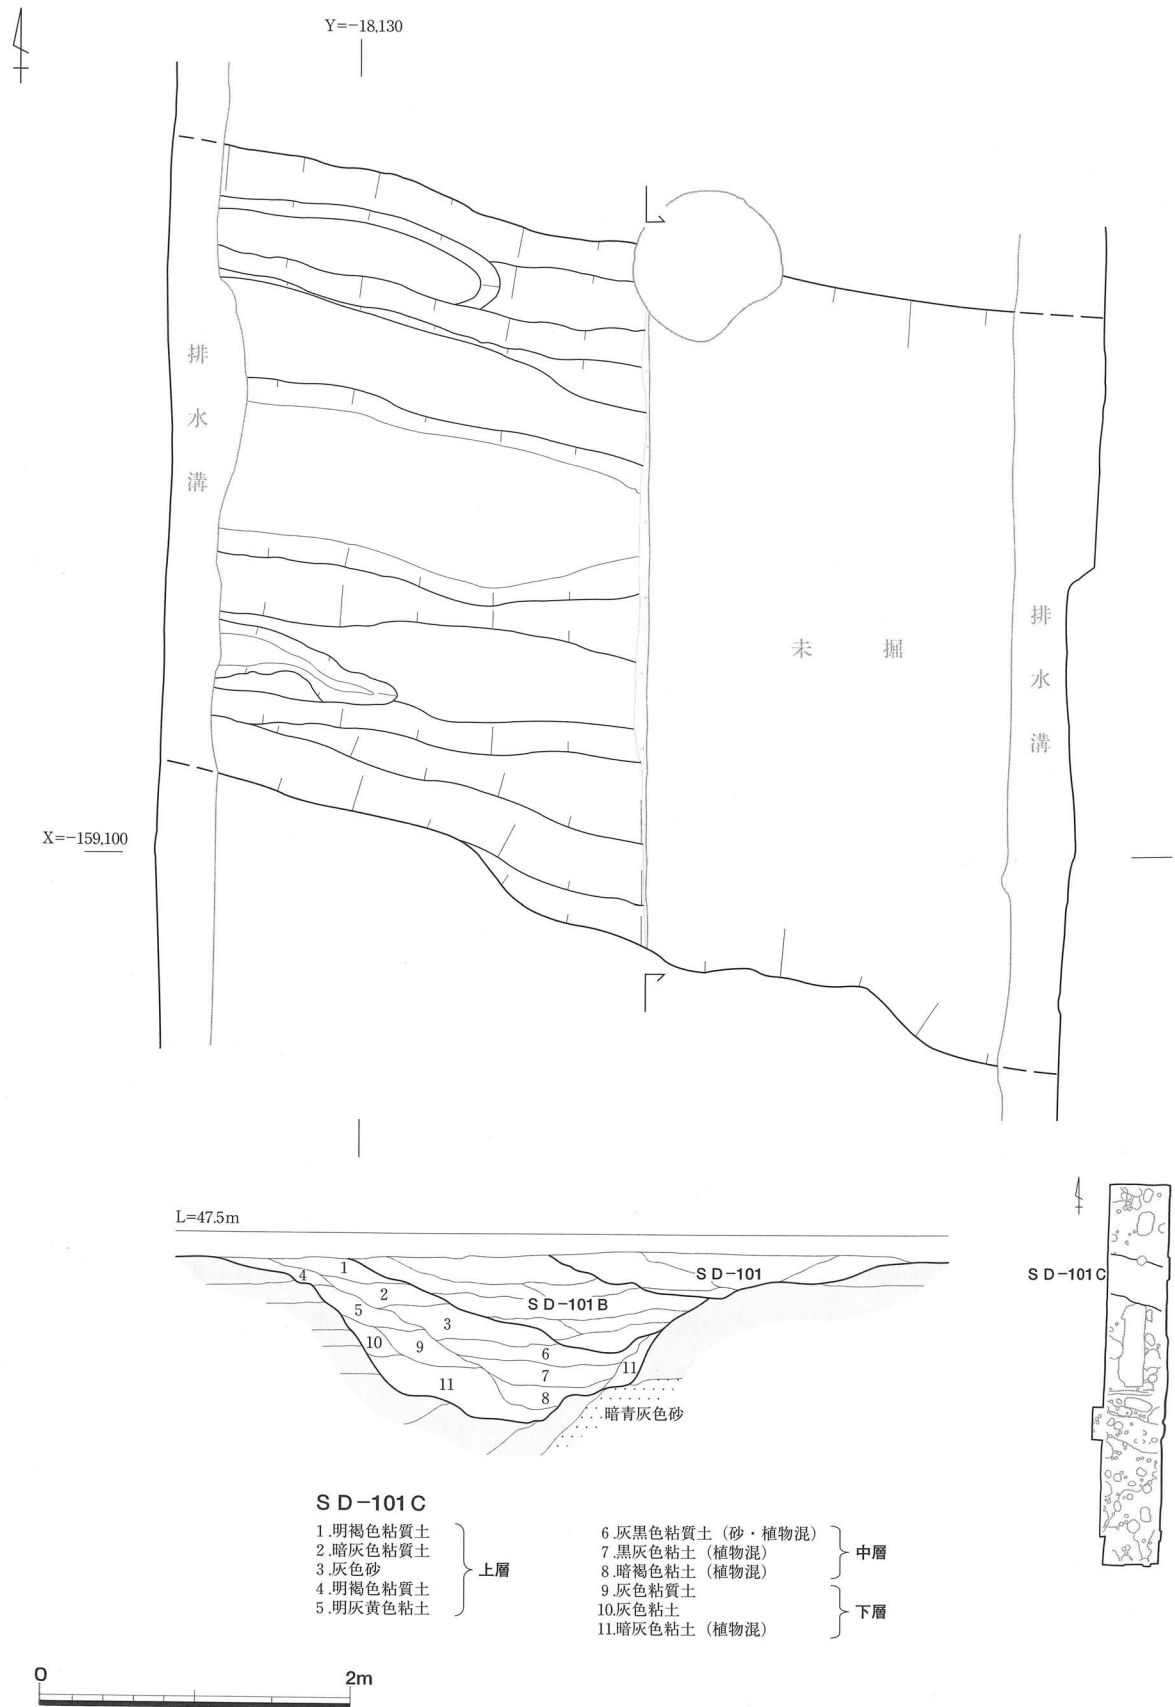 Y=−18,130
排水溝
未掘
排水溝
X=−159,100
L=47.5m
1
4
2
5
3
10
9
6
7
11
11
8
SD-101
SD-101B
暗青灰色砂
SD-101C
SD-101C
1.明褐色粘質土
2.暗灰色粘質土
3.灰色砂
4.明褐色粘質土
5.明灰黄色粘土
上層
6.灰黒色粘質土(砂・植物混)
7.黒灰色粘土(植物混)
8.暗褐色粘土(植物混)
中層
9.灰色粘質土
10.灰色粘土
11.暗灰色粘土(植物混)
下層
0
2m